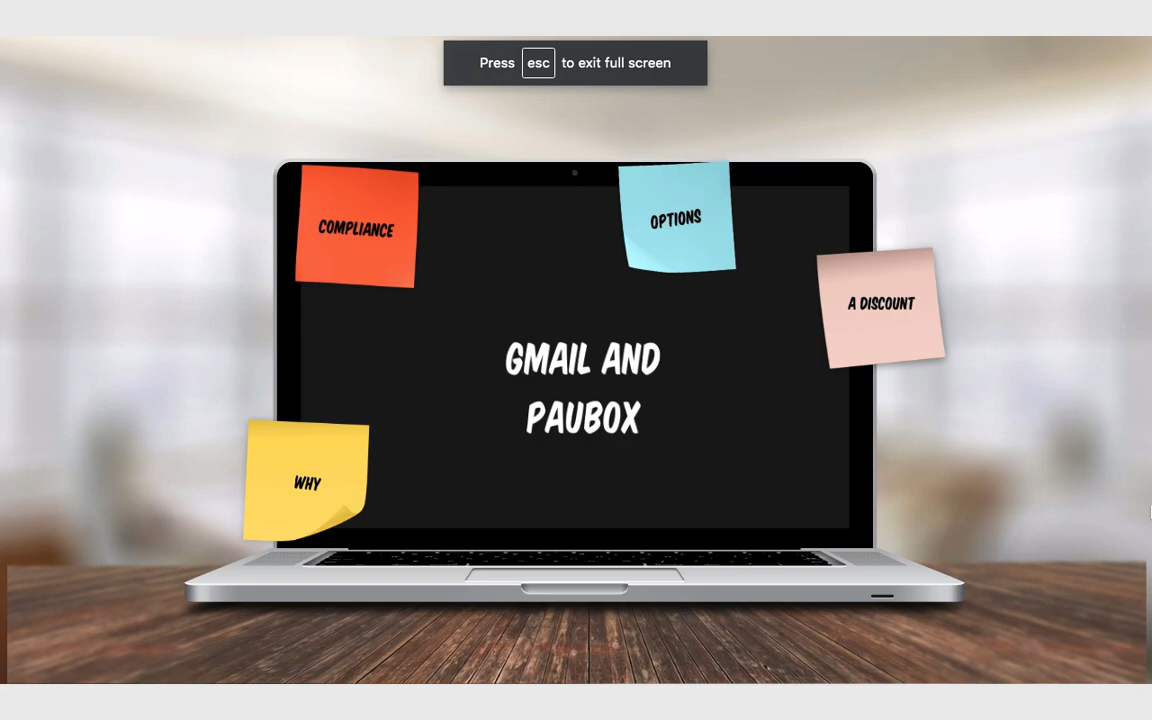 Press esc to exit full screen
COMPLIANCE
OPTIONS
A DISCOUNT
GMAIL AND
PAUBOX
WHY